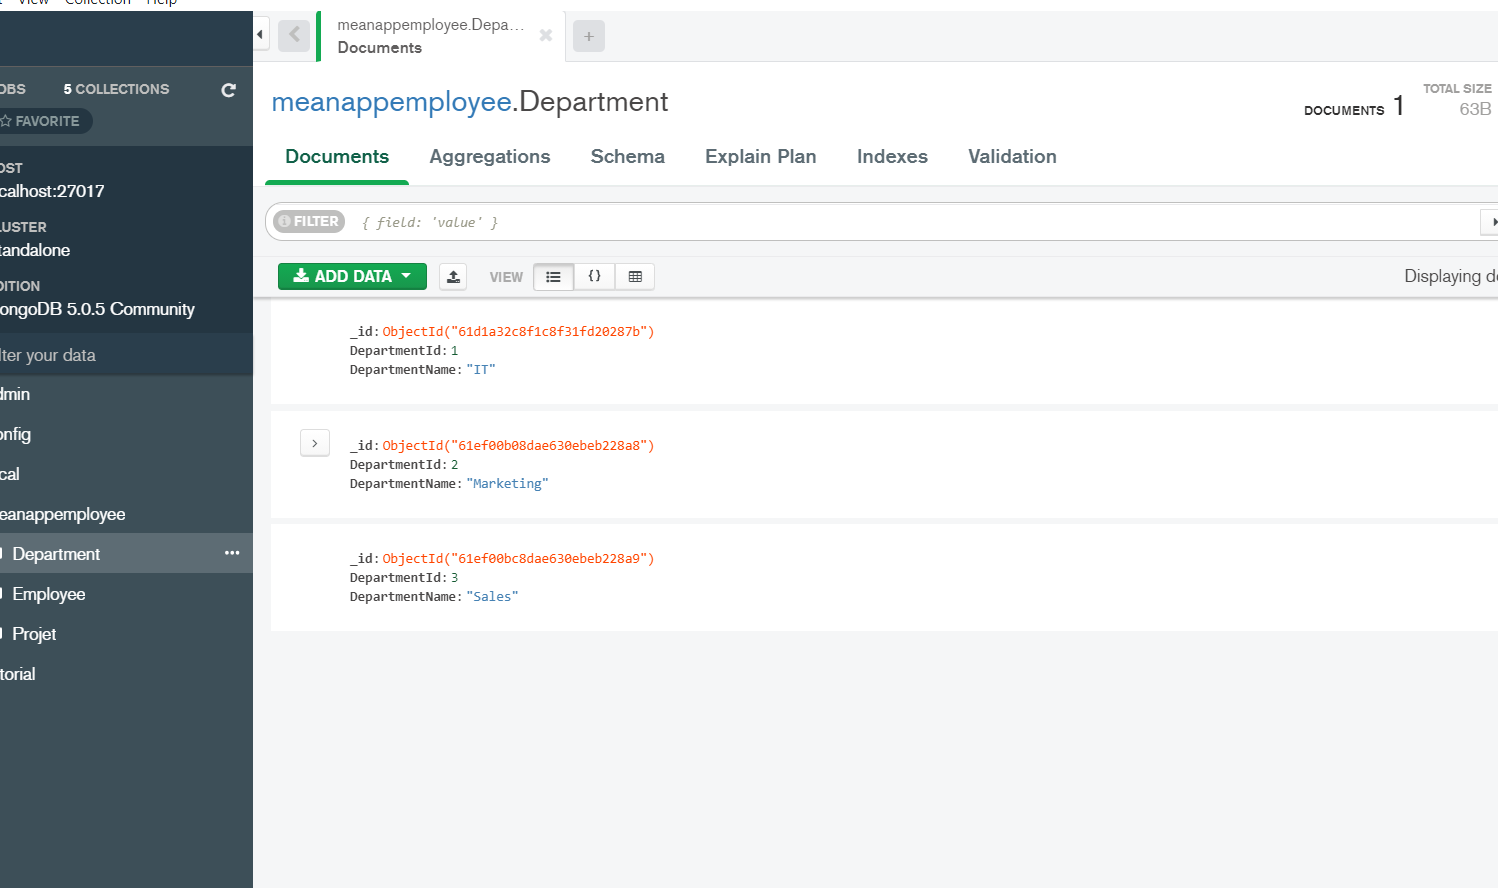 View Collection Help
meanappemployee.Depa...
Documents
DBS 5 COLLECTIONS
FAVORITE
OST
calhost:27017
LUSTER
tandalone
DITION
ongoDB 5.0.5 Community
lter your data
dmin
onfig
cal
eanappemployee
Department
Employee
Projet
torial
meanappemployee.Department
DOCUMENTS 1
TOTAL SIZE
63B
Documents Aggregations Schema Explain Plan Indexes Validation
FILTER { field: 'value' }
ADD DATA VIEW {} Displaying do
_id: ObjectId("61d1a32c8f1c8f31fd20287b")
DepartmentId: 1
DepartmentName: "IT"
_id: ObjectId("61ef00b08dae630ebeb228a8")
DepartmentId: 2
DepartmentName: "Marketing"
_id: ObjectId("61ef00bc8dae630ebeb228a9")
DepartmentId: 3
DepartmentName: "Sales"